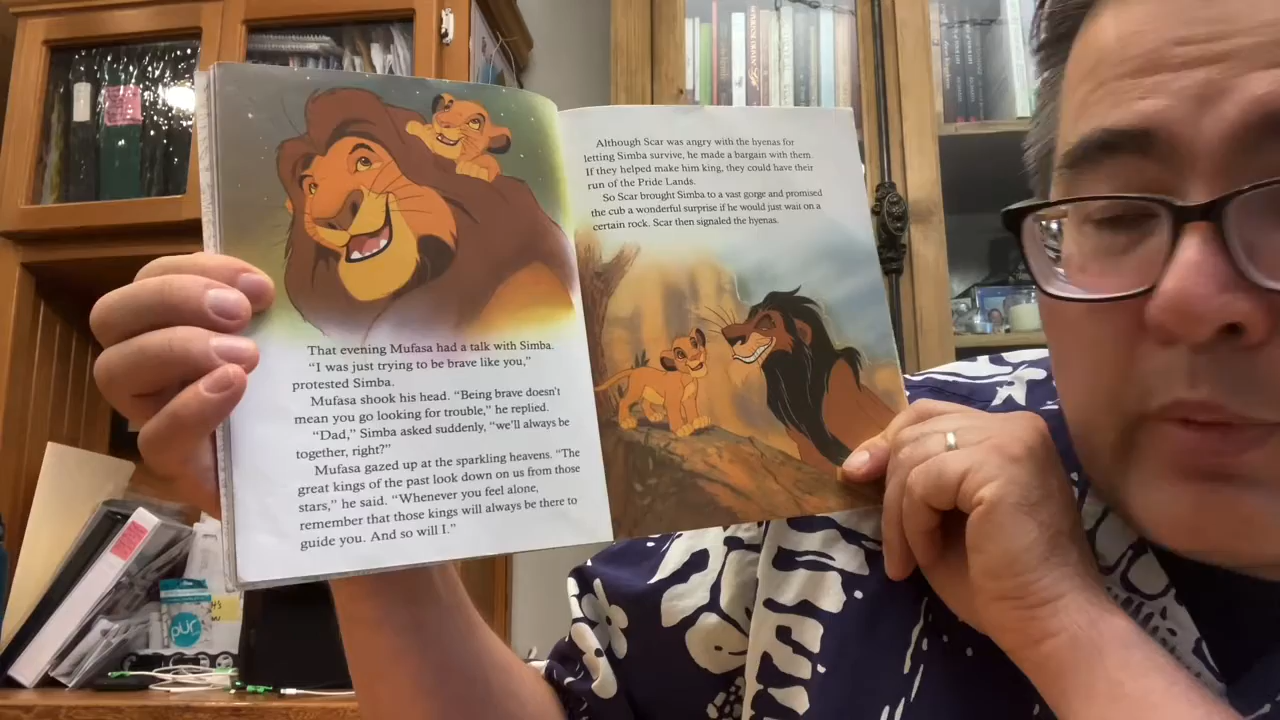 That evening Mufasa had a talk with Simba.
"I was just trying to be brave like you,"
protested Simba.
Mufasa shook his head. "Being brave doesn't
mean you go looking for trouble," he replied.
"Dad," Simba asked suddenly, "we'll always be
together, right?"
Mufasa gazed up at the sparkling heavens. "The
great kings of the past look down on us from those
stars," he said. "Whenever you feel alone,
remember that those kings will always be there to
guide you. And so will I."
Although Scar was angry with the hyenas for
letting Simba survive, he made a bargain with them.
If they helped make him king, they could have their
run of the Pride Lands.
So Scar brought Simba to a vast gorge and promised
the cub a wonderful surprise if he would just wait on a
certain rock. Scar then signaled the hyenas.
pür